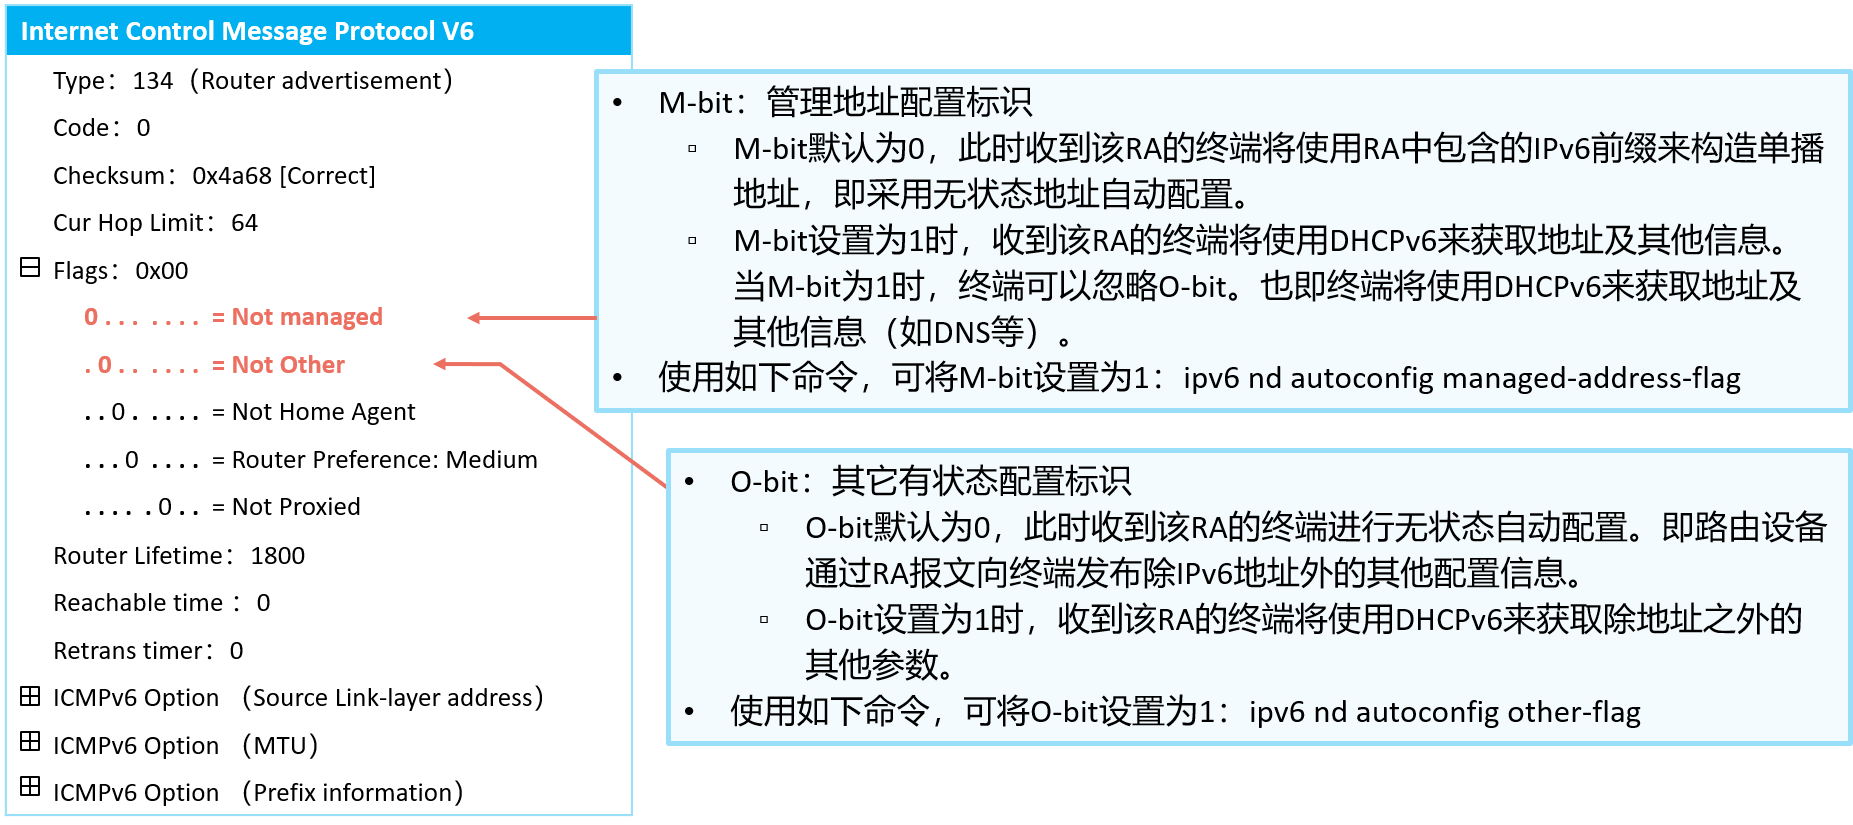 Internet Control Message Protocol V6
Type：134（Router advertisement）
Code：0
Checksum：0x4a68 [Correct]
Cur Hop Limit：64
Flags：0x00
0 . . . . . . . = Not managed
. 0 . . . . . . = Not Other
. . 0 . . . . . = Not Home Agent
. . . 0 . . . . = Router Preference: Medium
. . . . . 0 . . = Not Proxied
Router Lifetime：1800
Reachable time ：0
Retrans timer：0
ICMPv6 Option （Source Link-layer address）
ICMPv6 Option （MTU）
ICMPv6 Option （Prefix information）
• M-bit：管理地址配置标识
▫ M-bit默认为0，此时收到该RA的终端将使用RA中包含的IPv6前缀来构造单播
地址，即采用无状态地址自动配置。
▫ M-bit设置为1时，收到该RA的终端将使用DHCPv6来获取地址及其他信息。
当M-bit为1时，终端可以忽略O-bit。也即终端将使用DHCPv6来获取地址及
其他信息（如DNS等）。
• 使用如下命令，可将M-bit设置为1：ipv6 nd autoconfig managed-address-flag
• O-bit：其它有状态配置标识
▫ O-bit默认为0，此时收到该RA的终端进行无状态自动配置。即路由设备
通过RA报文向终端发布除IPv6地址外的其他配置信息。
▫ O-bit设置为1时，收到该RA的终端将使用DHCPv6来获取除地址之外的
其他参数。
• 使用如下命令，可将O-bit设置为1：ipv6 nd autoconfig other-flag